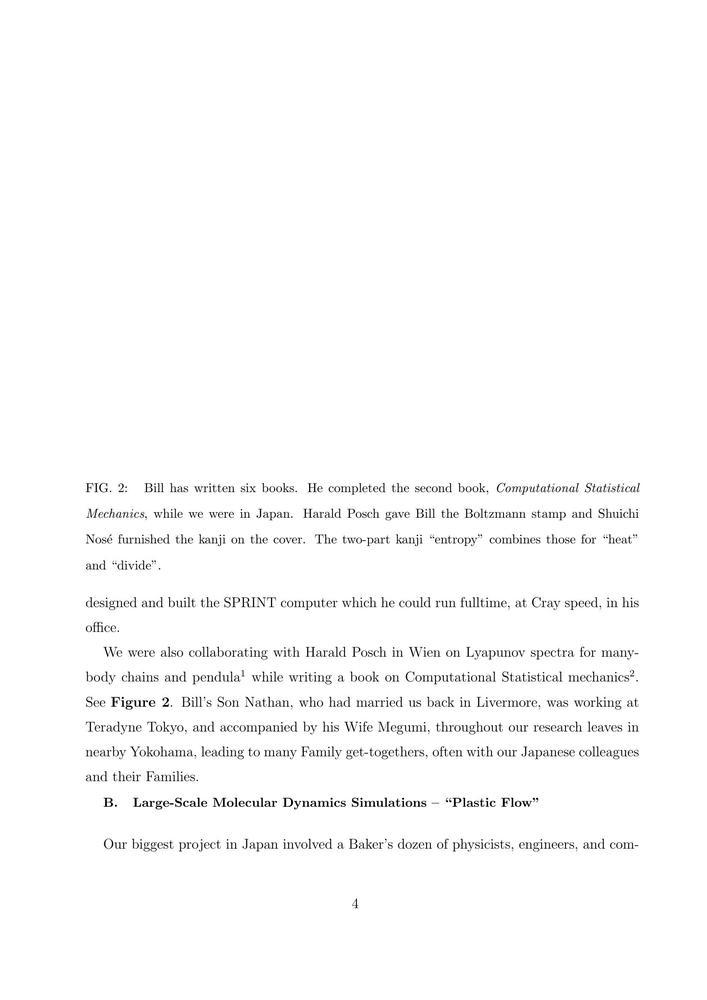 FIG. 2: Bill has written six books. He completed the second book, Computational Statistical
Mechanics, while we were in Japan. Harald Posch gave Bill the Boltzmann stamp and Shuichi
Nosé furnished the kanji on the cover. The two-part kanji “entropy” combines those for “heat”
and “divide”.
designed and built the SPRINT computer which he could run fulltime, at Cray speed, in his
office.
We were also collaborating with Harald Posch in Wien on Lyapunov spectra for many-
body chains and pendula¹ while writing a book on Computational Statistical mechanics².
See Figure 2. Bill’s Son Nathan, who had married us back in Livermore, was working at
Teradyne Tokyo, and accompanied by his Wife Megumi, throughout our research leaves in
nearby Yokohama, leading to many Family get-togethers, often with our Japanese colleagues
and their Families.
B. Large-Scale Molecular Dynamics Simulations – “Plastic Flow”
Our biggest project in Japan involved a Baker’s dozen of physicists, engineers, and com-
4